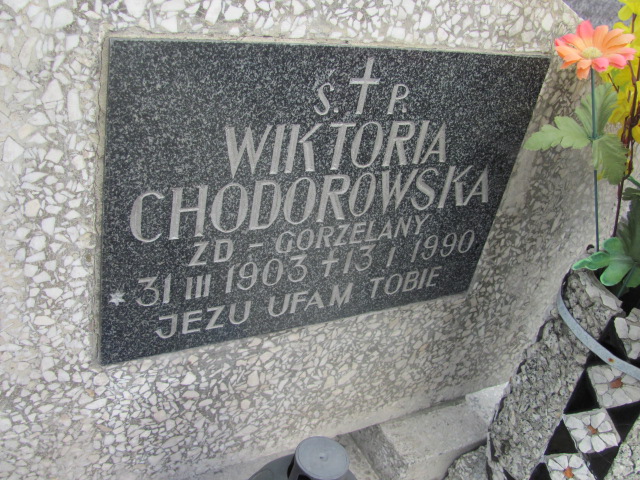 Ś. † P.
WIKTORIA
CHODOROWSKA
ZD - GORZELANY
* 31 III 1903 + 13 I 1990
JEZU UFAM TOBIE